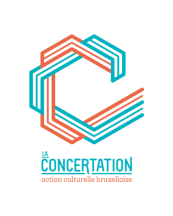 LA
CONCERTATION
action culturelle bruxelloise